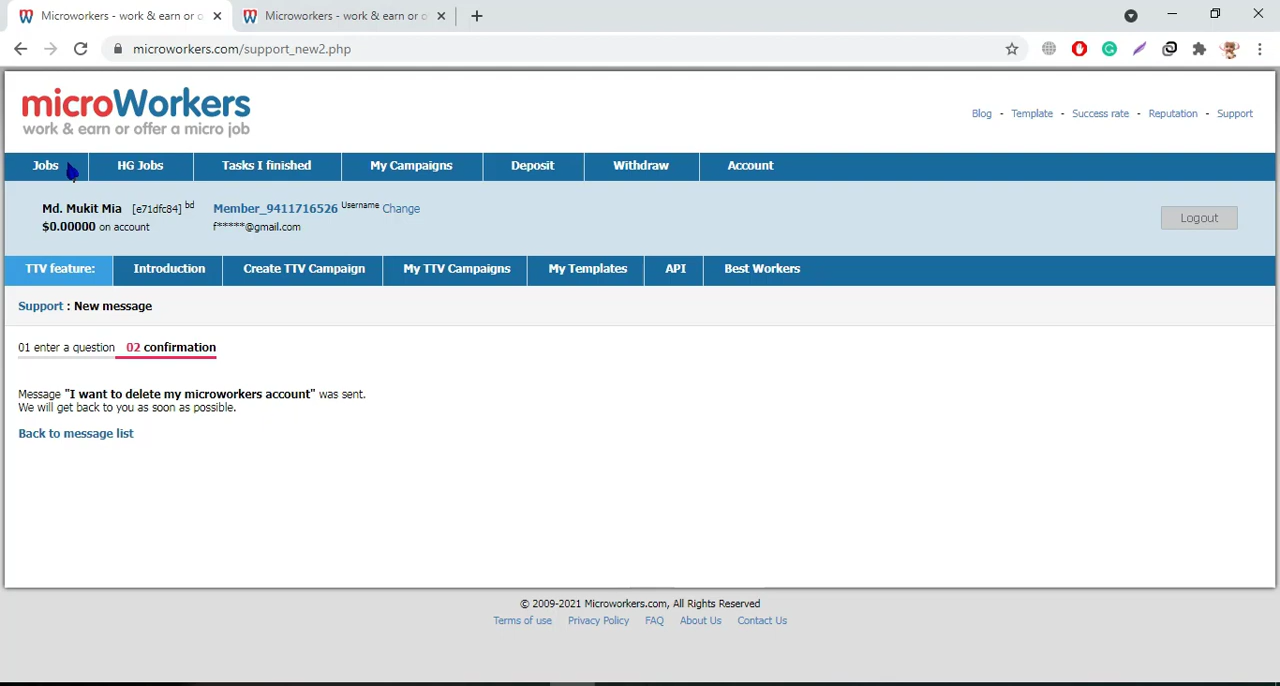 Microworkers - work & earn or o
Microworkers - work & earn or o
microworkers.com/support_new2.php
microWorkers
work & earn or offer a micro job
Blog - Template - Success rate - Reputation - Support
Jobs HG Jobs Tasks I finished My Campaigns Deposit Withdraw Account
Md. Mukit Mia [e71dfc84] bd Member_9411716526 Username Change
$0.00000 on account f*****@gmail.com
Logout
TTV feature: Introduction Create TTV Campaign My TTV Campaigns My Templates API Best Workers
Support : New message
01 enter a question 02 confirmation
Message "I want to delete my microworkers account" was sent.
We will get back to you as soon as possible.
Back to message list
© 2009-2021 Microworkers.com, All Rights Reserved
Terms of use Privacy Policy FAQ About Us Contact Us